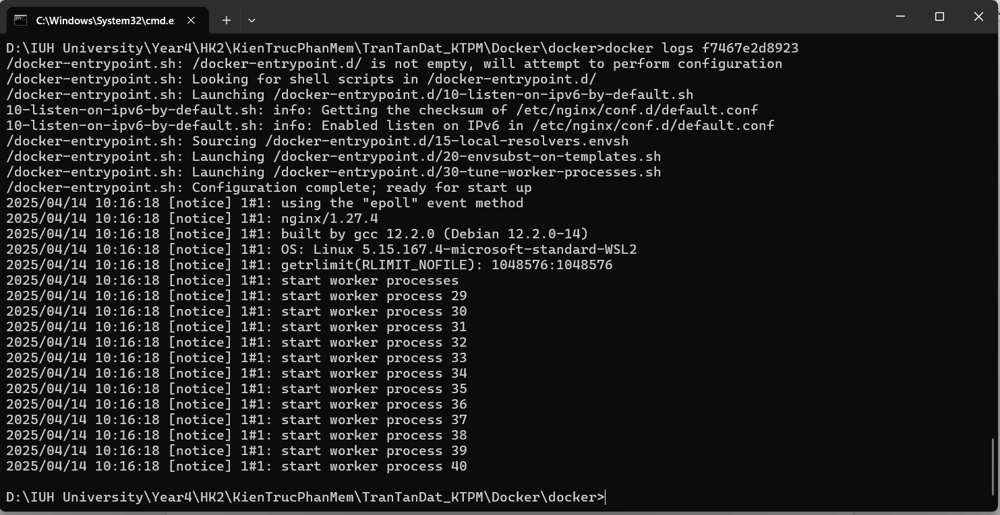 C:\Windows\System32\cmd.e
D:\IUH University\Year4\HK2\KienTrucPhanMem\TranTanDat_KTPM\Docker\docker>docker logs f7467e2d8923
/docker-entrypoint.sh: /docker-entrypoint.d/ is not empty, will attempt to perform configuration
/docker-entrypoint.sh: Looking for shell scripts in /docker-entrypoint.d/
/docker-entrypoint.sh: Launching /docker-entrypoint.d/10-listen-on-ipv6-by-default.sh
10-listen-on-ipv6-by-default.sh: info: Getting the checksum of /etc/nginx/conf.d/default.conf
10-listen-on-ipv6-by-default.sh: info: Enabled listen on IPv6 in /etc/nginx/conf.d/default.conf
/docker-entrypoint.sh: Sourcing /docker-entrypoint.d/15-local-resolvers.envsh
/docker-entrypoint.sh: Launching /docker-entrypoint.d/20-envsubst-on-templates.sh
/docker-entrypoint.sh: Launching /docker-entrypoint.d/30-tune-worker-processes.sh
/docker-entrypoint.sh: Configuration complete; ready for start up
2025/04/14 10:16:18 [notice] 1#1: using the "epoll" event method
2025/04/14 10:16:18 [notice] 1#1: nginx/1.27.4
2025/04/14 10:16:18 [notice] 1#1: built by gcc 12.2.0 (Debian 12.2.0-14)
2025/04/14 10:16:18 [notice] 1#1: OS: Linux 5.15.167.4-microsoft-standard-WSL2
2025/04/14 10:16:18 [notice] 1#1: getrlimit(RLIMIT_NOFILE): 1048576:1048576
2025/04/14 10:16:18 [notice] 1#1: start worker processes
2025/04/14 10:16:18 [notice] 1#1: start worker process 29
2025/04/14 10:16:18 [notice] 1#1: start worker process 30
2025/04/14 10:16:18 [notice] 1#1: start worker process 31
2025/04/14 10:16:18 [notice] 1#1: start worker process 32
2025/04/14 10:16:18 [notice] 1#1: start worker process 33
2025/04/14 10:16:18 [notice] 1#1: start worker process 34
2025/04/14 10:16:18 [notice] 1#1: start worker process 35
2025/04/14 10:16:18 [notice] 1#1: start worker process 36
2025/04/14 10:16:18 [notice] 1#1: start worker process 37
2025/04/14 10:16:18 [notice] 1#1: start worker process 38
2025/04/14 10:16:18 [notice] 1#1: start worker process 39
2025/04/14 10:16:18 [notice] 1#1: start worker process 40
D:\IUH University\Year4\HK2\KienTrucPhanMem\TranTanDat_KTPM\Docker\docker>